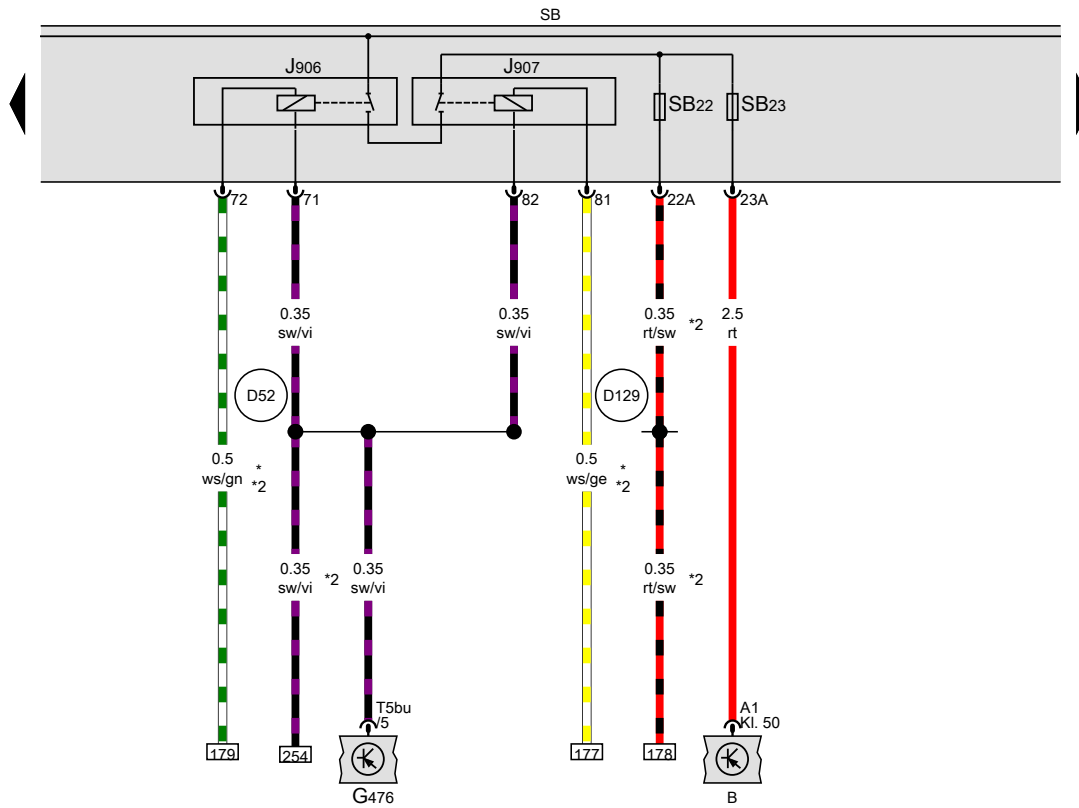 SB
J906
J907
SB22
SB23
72
71
82
81
22A
23A
0.35
sw/vi
0.35
sw/vi
0.35
rt/sw
*2
2.5
rt
D52
D129
0.5
ws/gn
*
*2
0.5
ws/ge
*
*2
0.35
sw/vi
*2
0.35
sw/vi
0.35
rt/sw
*2
T5bu
/5
A1
Kl. 50
179
254
177
178
G476
B